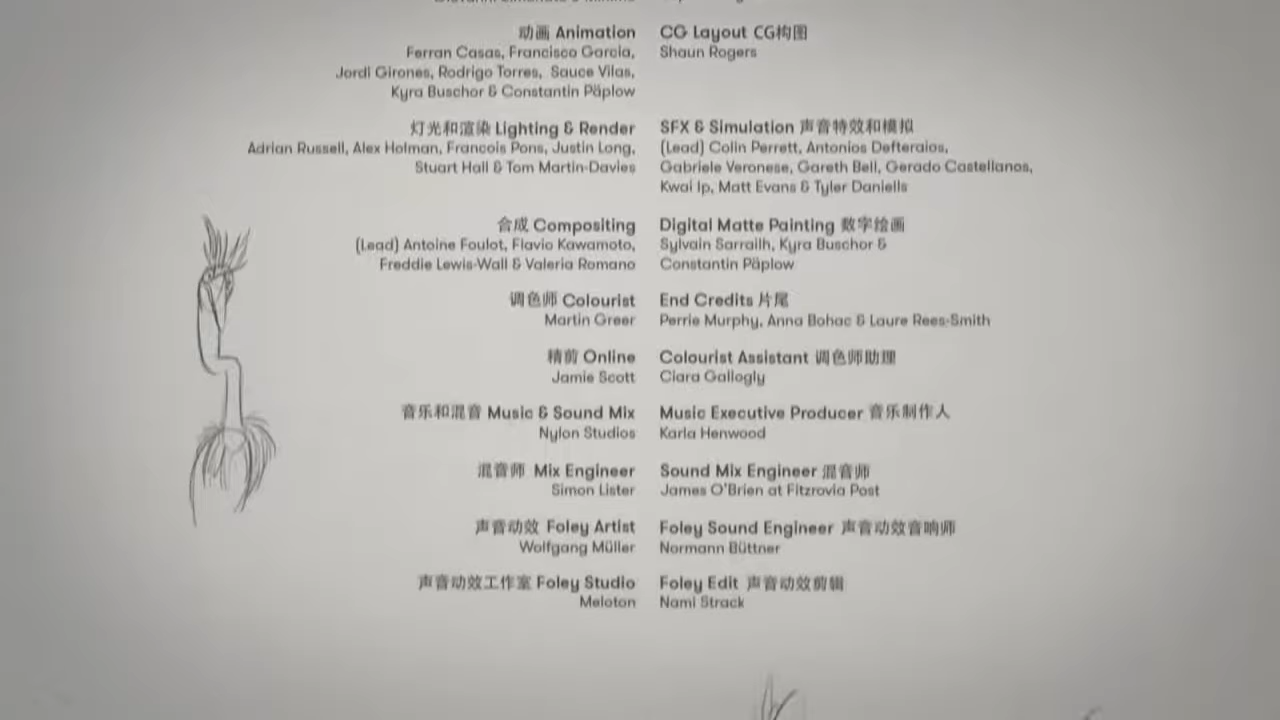 动画 Animation
Ferran Casas, Francisco Garcia,
Jordi Girones, Rodrigo Torres, Sauce Vilas,
Kyra Buschor & Constantin Päplow
CG Layout CG构图
Shaun Rogers
灯光和渲染 Lighting & Render
Adrian Russell, Alex Holman, Francois Pons, Justin Long,
Stuart Hall & Tom Martin-Davies
SFX & Simulation 声音特效和模拟
(Lead) Colin Perrett, Antonios Defteraios,
Gabriele Veronese, Gareth Bell, Gerado Castellanos,
Kwai Ip, Matt Evans & Tyler Daniells
合成 Compositing
(Lead) Antoine Foulot, Flavio Kawamoto,
Freddie Lewis-Wall & Valeria Romano
Digital Matte Painting 数字绘画
Sylvain Sarrailh, Kyra Buschor &
Constantin Päplow
调色师 Colourist
Martin Greer
End Credits 片尾
Perrie Murphy, Anna Bohac & Laure Rees-Smith
精剪 Online
Jamie Scott
Colourist Assistant 调色师助理
Ciara Gallogly
音乐和混音 Music & Sound Mix
Nylon Studios
Music Executive Producer 音乐制作人
Karla Henwood
混音师 Mix Engineer
Simon Lister
Sound Mix Engineer 混音师
James O'Brien at Fitzrovia Post
声音动效 Foley Artist
Wolfgang Müller
Foley Sound Engineer 声音动效音响师
Normann Büttner
声音动效工作室 Foley Studio
Meloton
Foley Edit 声音动效剪辑
Nami Strack